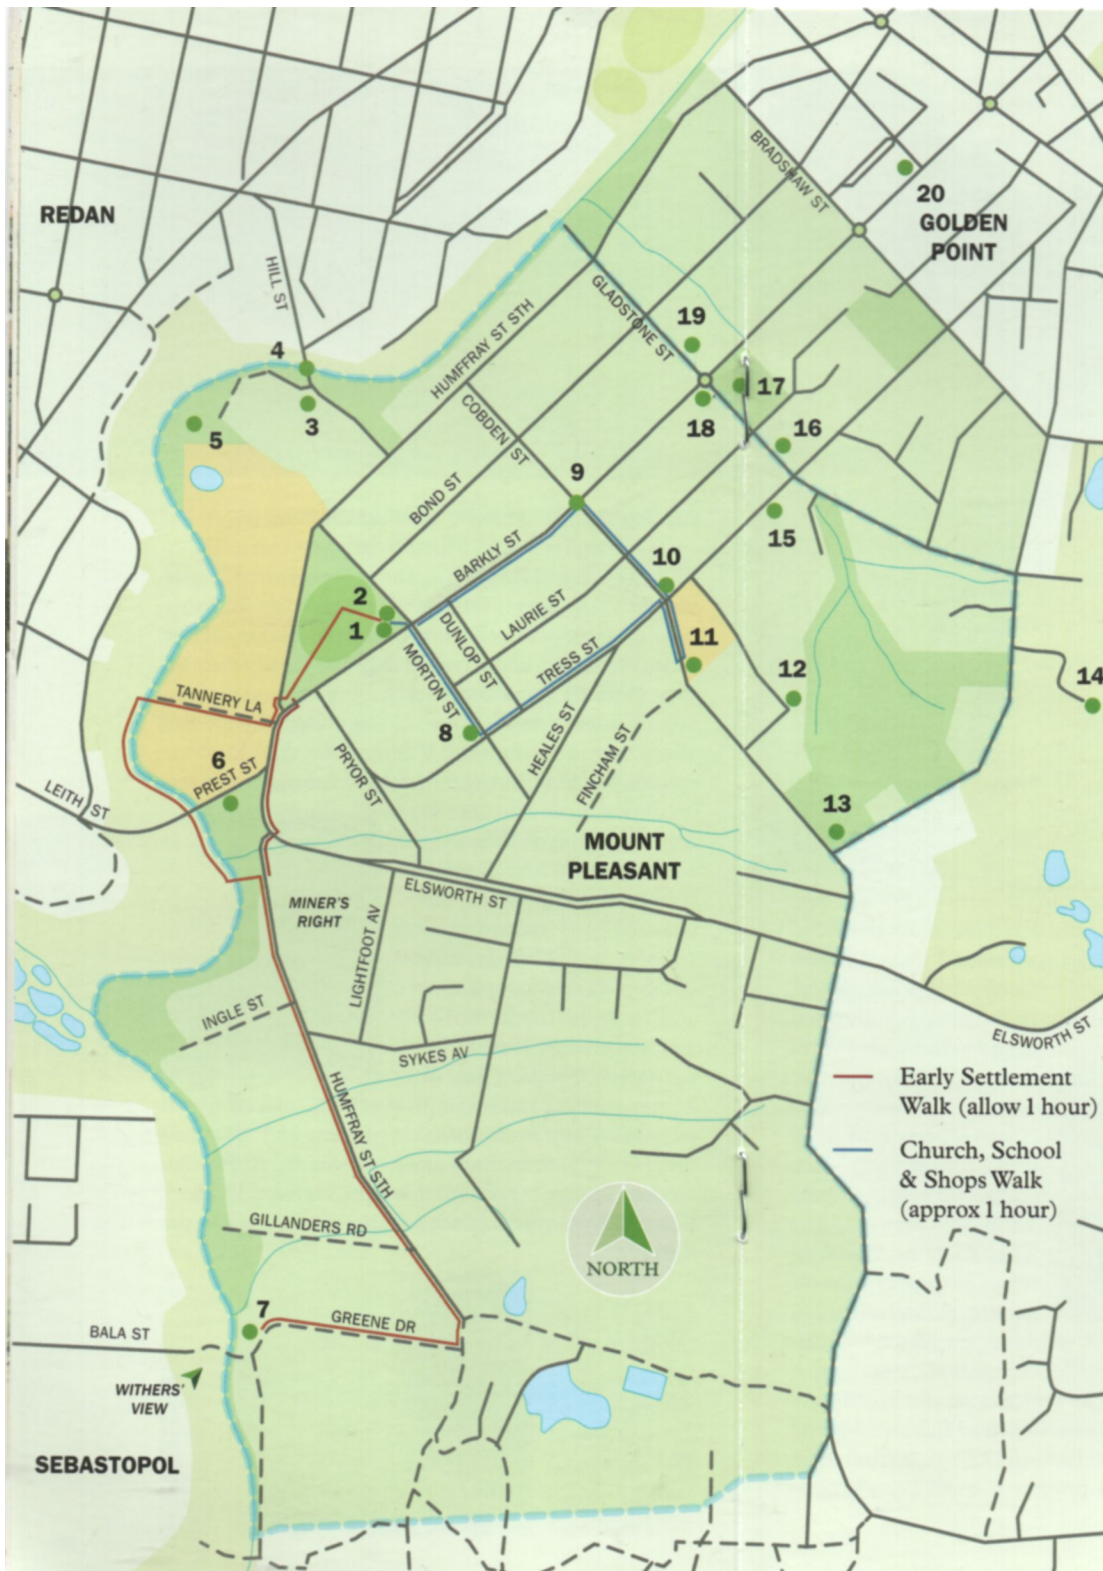 BRADSHAW ST
20
GOLDEN
POINT
REDAN
HILL ST
GLADSTONE ST
HUMFFRAY ST STH
19
4
17
COBDEN ST
3
5
18
16
9
BOND ST
15
BARKLY ST
10
2
1
DUNLOP ST
LAURIE ST
11
MORTON ST
TRESS ST
12
14
TANNERY LA
8
HEALES ST
6
PREST ST
PRYOR ST
FINCHAM ST
LEITH ST
13
MOUNT
PLEASANT
ELSWORTH ST
MINER'S
RIGHT
LIGHTFOOT AV
INGLE ST
ELSWORTH ST
SYKES AV
HUMFFRAY ST STH
Early Settlement
Walk (allow 1 hour)
Church, School
& Shops Walk
(approx 1 hour)
GILLANDERS RD
NORTH
7
GREENE DR
BALA ST
WITHERS'
VIEW
SEBASTOPOL